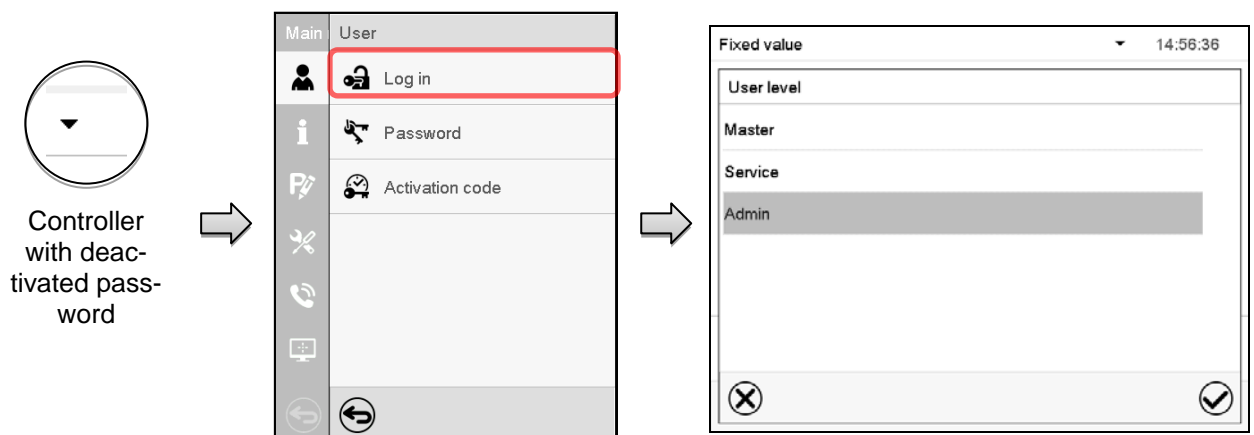 Controller
with deac-
tivated pass-
word
Main
User
Log in
Password
Activation code
Fixed value 14:56:36
User level
Master
Service
Admin